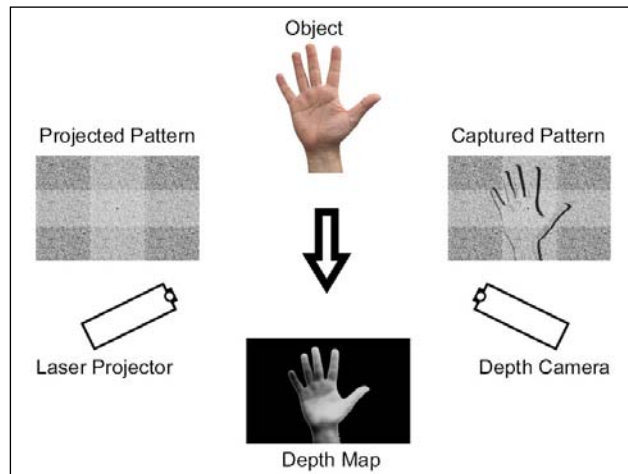 Object
Projected Pattern
Captured Pattern
Laser Projector
Depth Camera
Depth Map